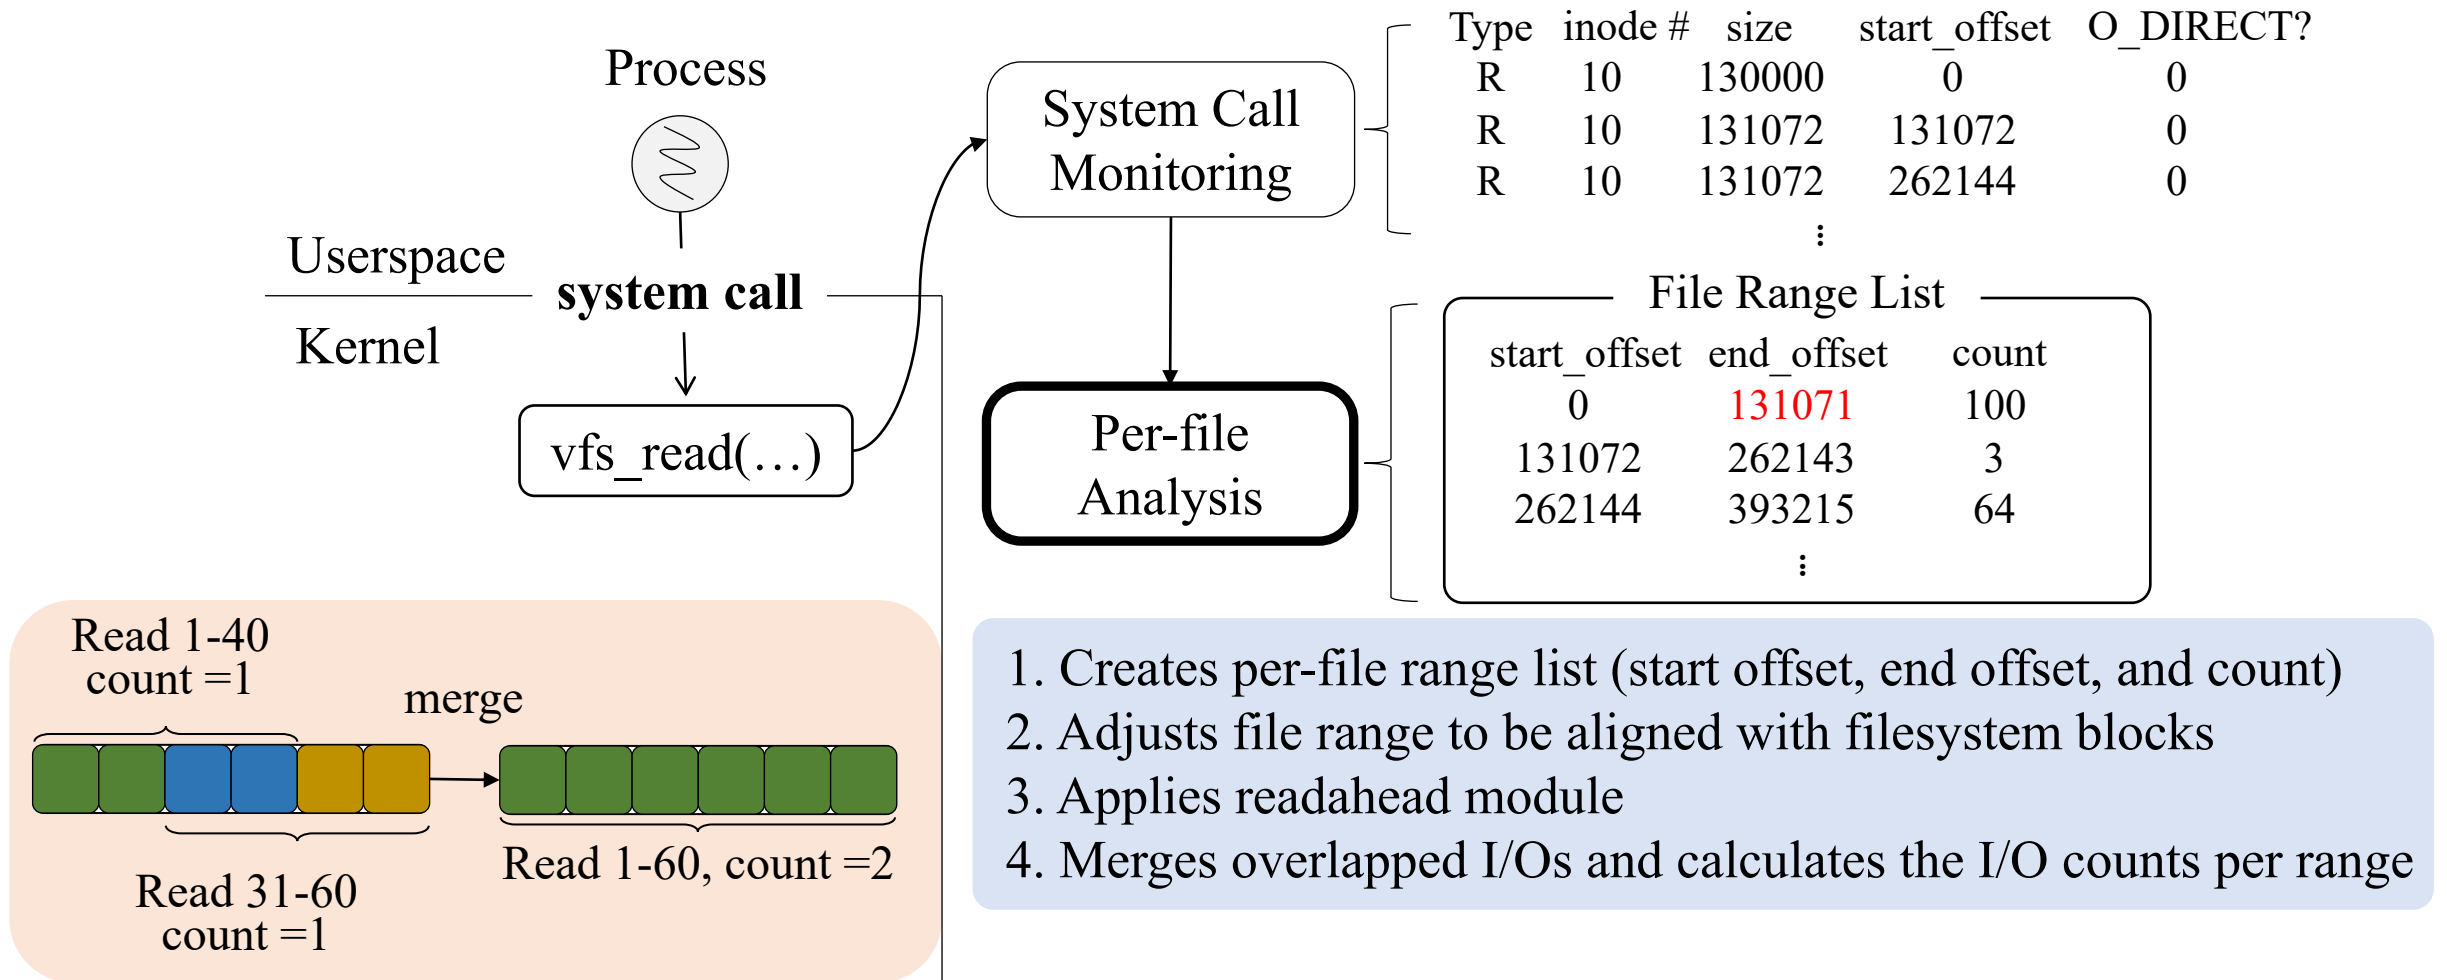 Process
Userspace
system call
Kernel
vfs_read(…)
System Call
Monitoring
Type inode # size start_offset O_DIRECT?
R 10 130000 0 0
R 10 131072 131072 0
R 10 131072 262144 0
⋮
Per-file
Analysis
File Range List
start_offset end_offset count
0 131071 100
131072 262143 3
262144 393215 64
⋮
Read 1-40
count =1
merge
Read 31-60
count =1
Read 1-60, count =2
1. Creates per-file range list (start offset, end offset, and count)
2. Adjusts file range to be aligned with filesystem blocks
3. Applies readahead module
4. Merges overlapped I/Os and calculates the I/O counts per range